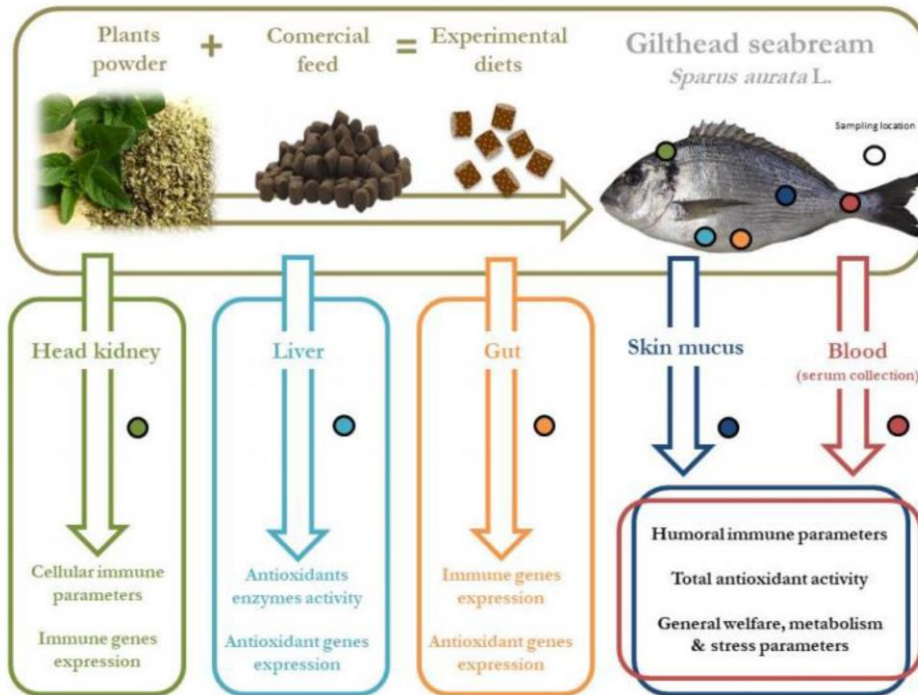 Plants
powder
+
Comercial
feed
=
Experimental
diets
Gilthead seabream
Sparus aurata L.
Sampling location
Head kidney
Liver
Gut
Skin mucus
Blood
(serum collection)
Cellular immune
parameters
Immune genes
expression
Antioxidants
enzymes activity
Antioxidant genes
expression
Immune genes
expression
Antioxidant genes
expression
Humoral immune parameters
Total antioxidant activity
General welfare, metabolism
& stress parameters